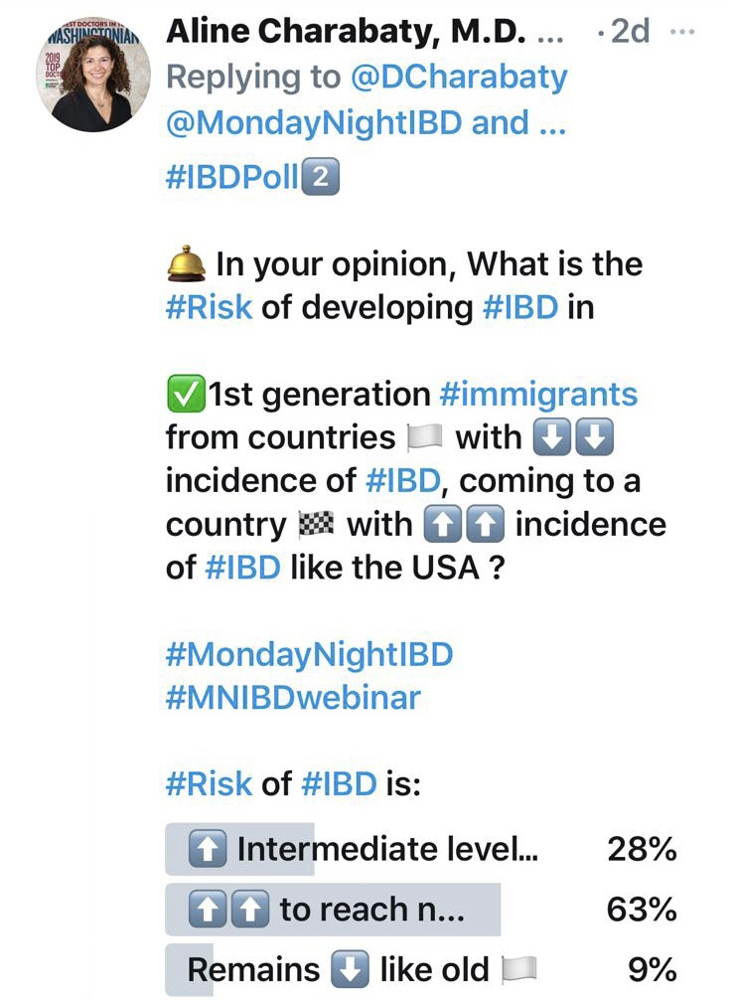 EST DOCTORS IN
WASHINGTONIAN
2019
TOP
Aline Charabaty, M.D. ... · 2d ...
Replying to @DCharabaty
@MondayNightIBD and ...
#IBDPoll2️⃣
🛎️ In your opinion, What is the
#Risk of developing #IBD in
✅1st generation #immigrants
from countries 🏳️ with ⬇️⬇️
incidence of #IBD, coming to a
country 🏁 with ⬆️⬆️ incidence
of #IBD like the USA ?
#MondayNightIBD
#MNIBDwebinar
#Risk of #IBD is:
⬆️ Intermediate level... 28%
⬆️⬆️ to reach n... 63%
Remains ⬇️ like old 🏳️ 9%